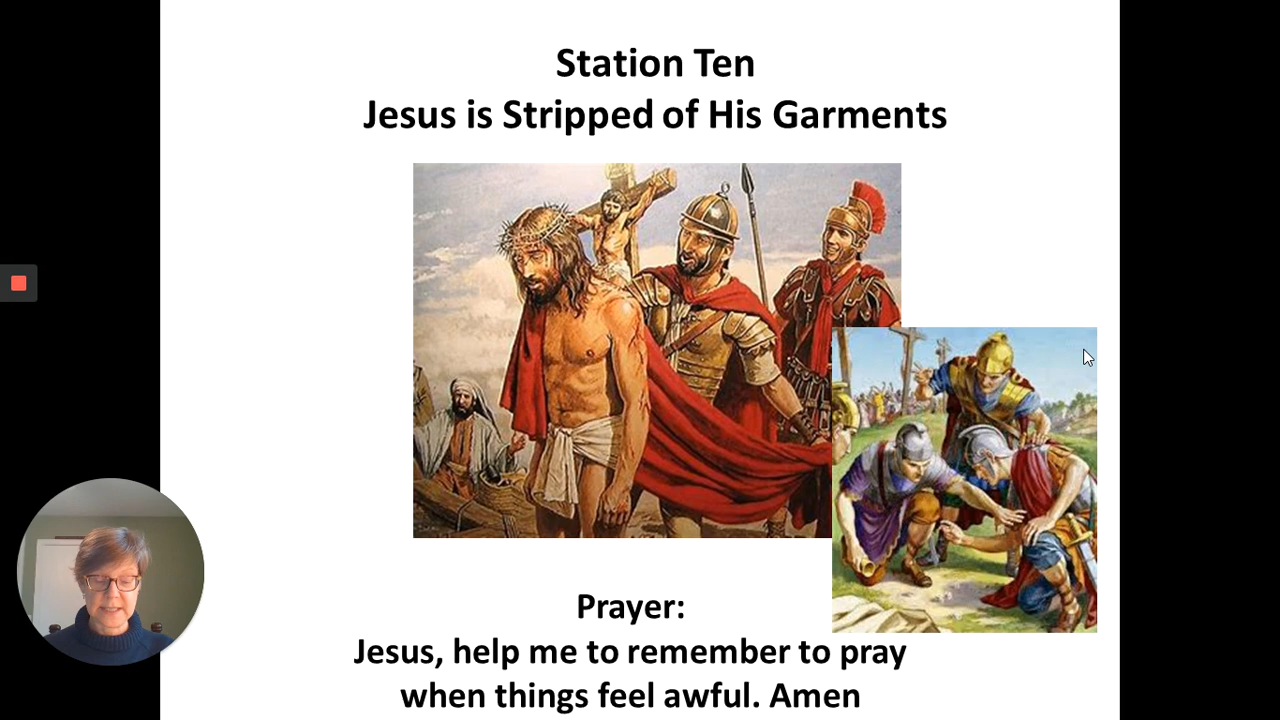 Station Ten
Jesus is Stripped of His Garments
Prayer:
Jesus, help me to remember to pray
when things feel awful. Amen